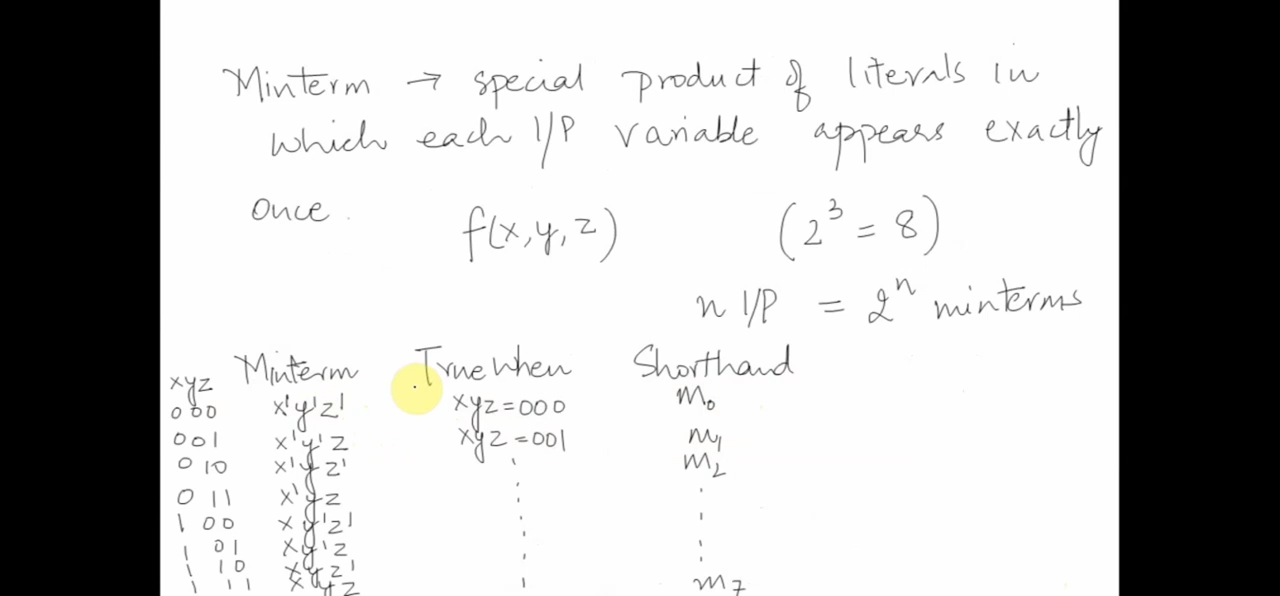 Minterm → special product of literals in
which each I/P variable appears exactly
once.
f(x,y,z) (2³ = 8)
n I/P = 2ⁿ minterms
xyz Minterm True when Shorthand
000 x'y'z' xyz=000 m₀
001 x'y'z xyz=001 m₁
010 x'yz' m₂
011 x'yz
100 xy'z'
101 xy'z
110 xyz'
111 xyz m₇